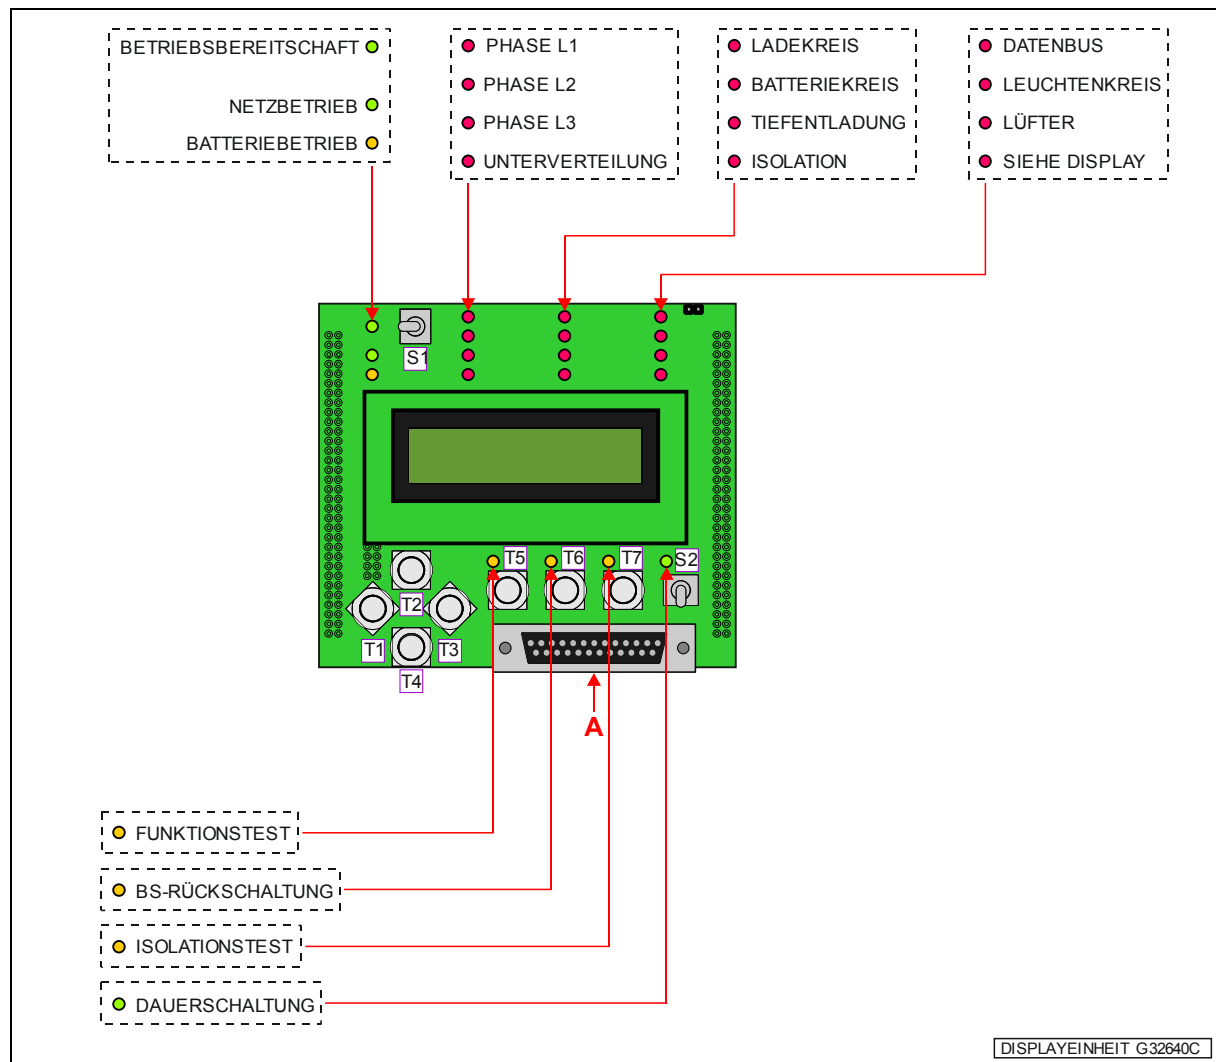 BETRIEBSBEREITSCHAFT
NETZBETRIEB
BATTERIEBETRIEB
PHASE L1
PHASE L2
PHASE L3
UNTERVERTEILUNG
LADEKREIS
BATTERIEKREIS
TIEFENTLADUNG
ISOLATION
DATENBUS
LEUCHTENKREIS
LÜFTER
SIEHE DISPLAY
S1
T5
T6
T7
S2
T2
T1
T3
T4
A
FUNKTIONSTEST
BS-RÜCKSCHALTUNG
ISOLATIONSTEST
DAUERSCHALTUNG
DISPLAYEINHEIT G32640C